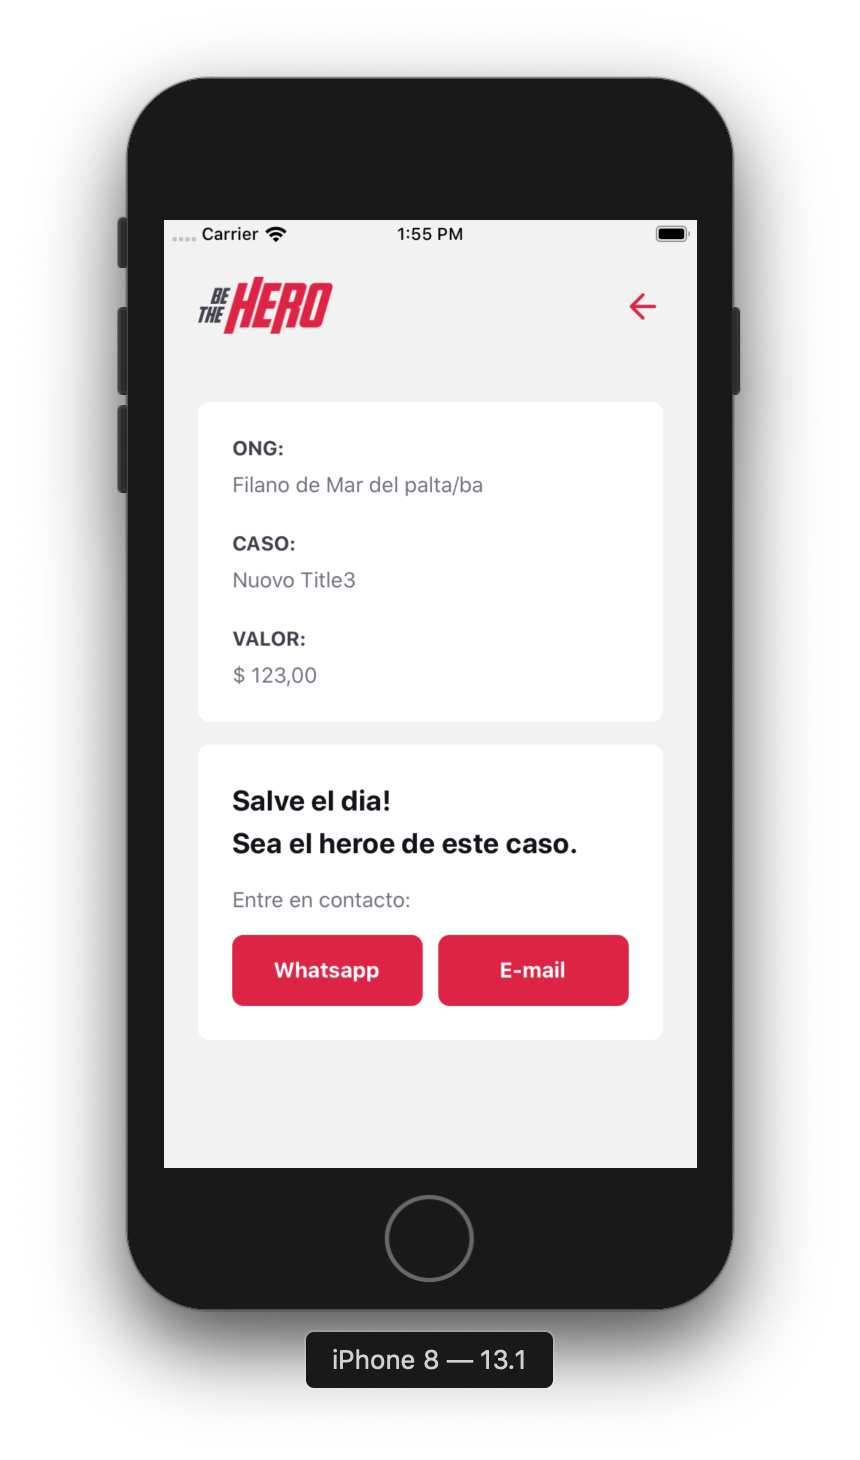 Carrier
1:55 PM
BE
THE HERO
ONG:
Filano de Mar del palta/ba
CASO:
Nuovo Title3
VALOR:
$ 123,00
Salve el dia!
Sea el heroe de este caso.
Entre en contacto:
Whatsapp
E-mail
iPhone 8 — 13.1